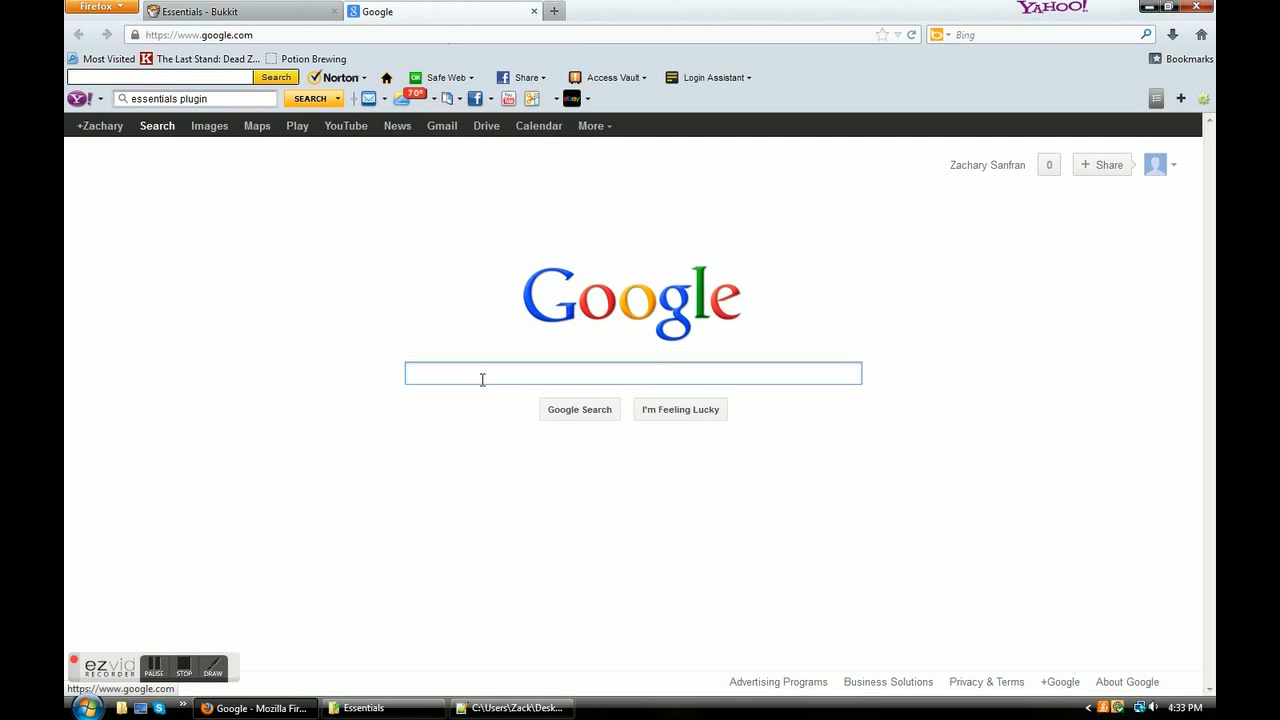 Firefox
Essentials - Bukkit
Google
YAHOO!
https://www.google.com
Bing
Most Visited
The Last Stand: Dead Z...
Potion Brewing
Bookmarks
Search
Norton
Safe Web
Share
Access Vault
Login Assistant
essentials plugin
SEARCH
70°
+Zachary
Search
Images
Maps
Play
YouTube
News
Gmail
Drive
Calendar
More
Zachary Sanfran
0
+ Share
Google
Google Search
I'm Feeling Lucky
ezvid
RECORDER
PAUSE
STOP
DRAW
Advertising Programs
Business Solutions
Privacy & Terms
+Google
About Google
https://www.google.com
Google - Mozilla Fir...
Essentials
C:\Users\Zack\Desk...
4:33 PM